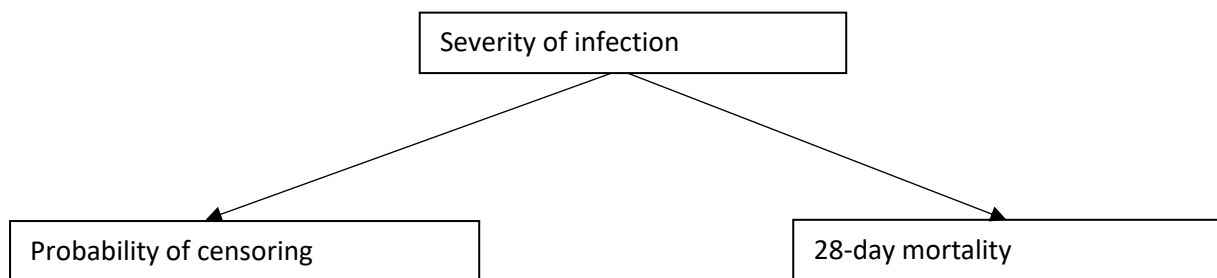 Severity of infection
Probability of censoring
28-day mortality